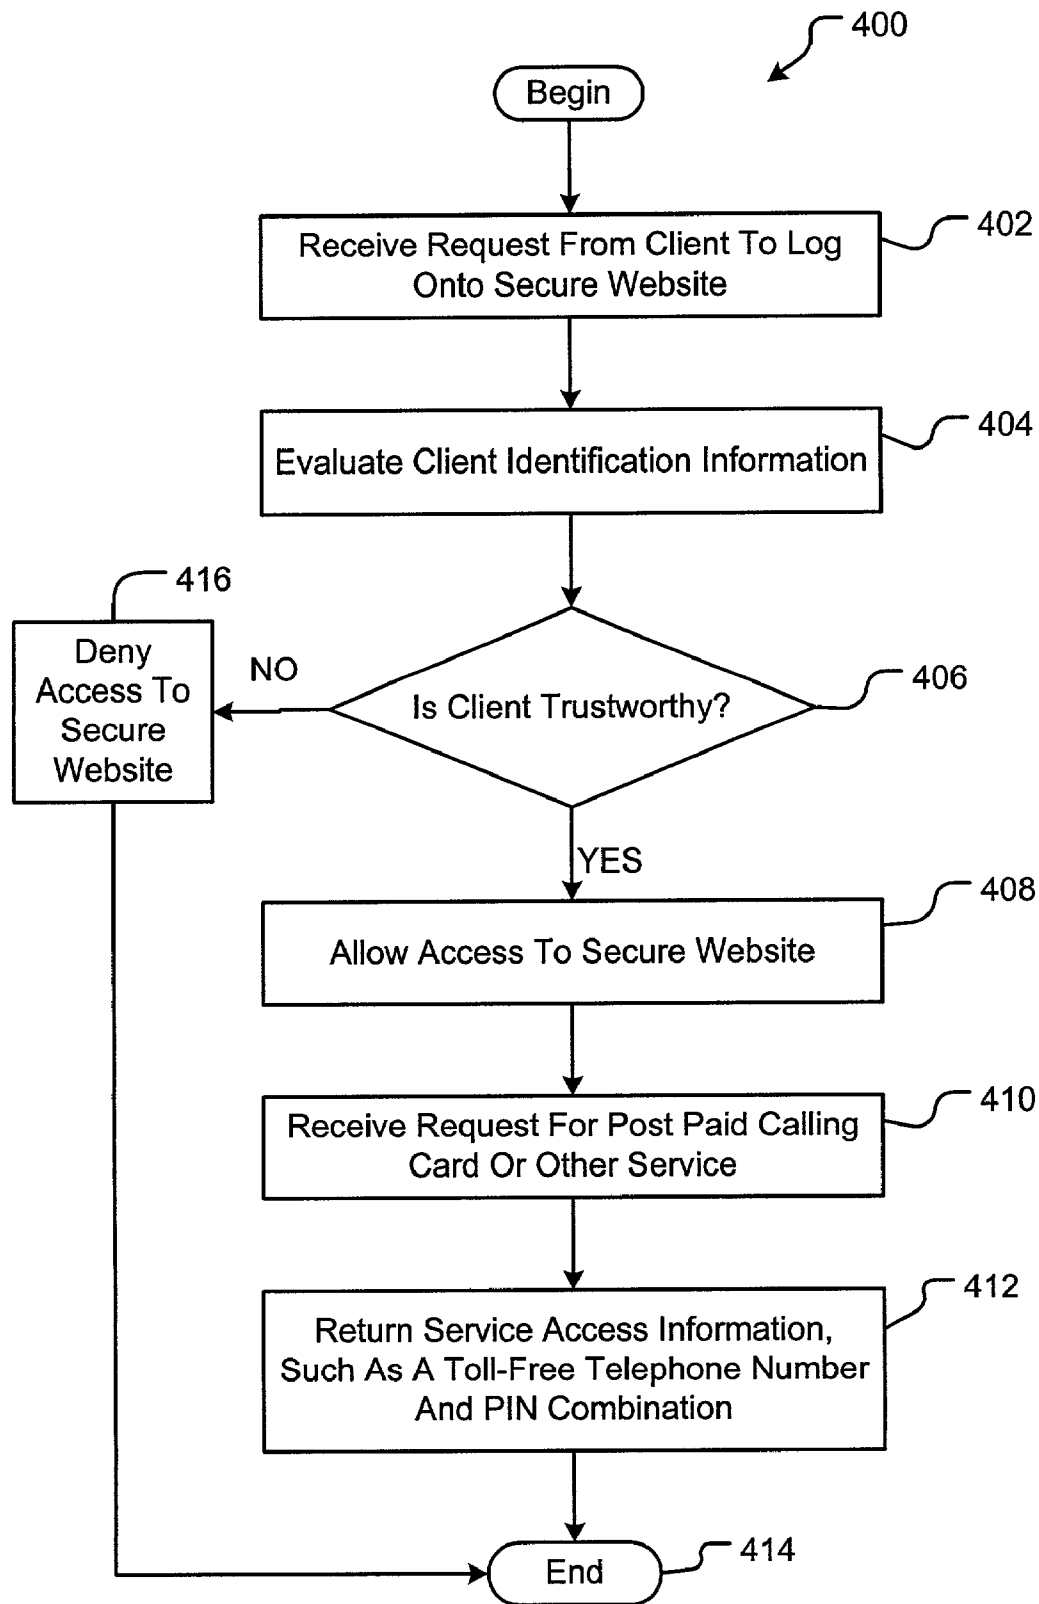 400
Begin
Receive Request From Client To Log
Onto Secure Website
402
Evaluate Client Identification Information
404
416
Deny
Access To
Secure
Website
NO
Is Client Trustworthy?
406
YES
Allow Access To Secure Website
408
Receive Request For Post Paid Calling
Card Or Other Service
410
Return Service Access Information,
Such As A Toll-Free Telephone Number
And PIN Combination
412
End
414